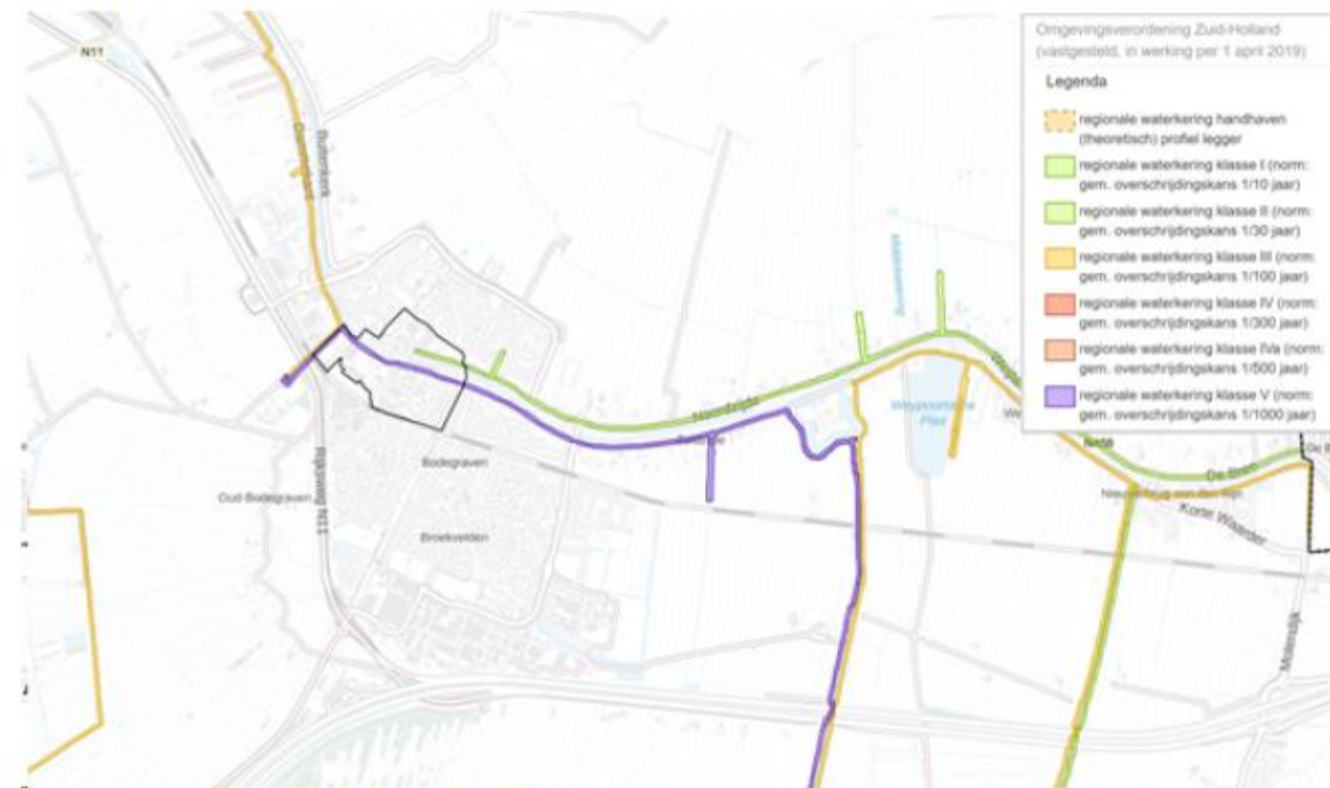 Omgevingsverordening Zuid-Holland
(vastgesteld, in werking per 1 april 2019)
Legenda
regionale waterkering handhaven
(theoretisch) profiel legger
regionale waterkering klasse I (norm:
gem. overschrijdingskans 1/10 jaar)
regionale waterkering klasse II (norm:
gem. overschrijdingskans 1/30 jaar)
regionale waterkering klasse III (norm:
gem. overschrijdingskans 1/100 jaar)
regionale waterkering klasse IV (norm:
gem. overschrijdingskans 1/300 jaar)
regionale waterkering klasse IVa (norm:
gem. overschrijdingskans 1/500 jaar)
regionale waterkering klasse V (norm:
gem. overschrijdingskans 1/1000 jaar)
N11
Buitenkerk
Noordzijde
Plas
We
Bodegraven
Oud-Bodegraven
Rijksweg N11
Broekvelden
De Bree
De B
Korte Waarder
Molendijk